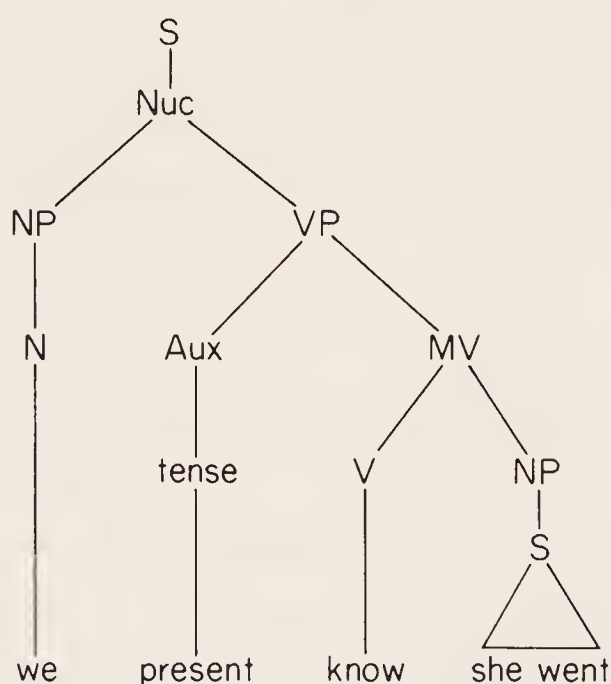 S
Nuc
NP VP
N Aux MV
tense V NP
S
we present know she went